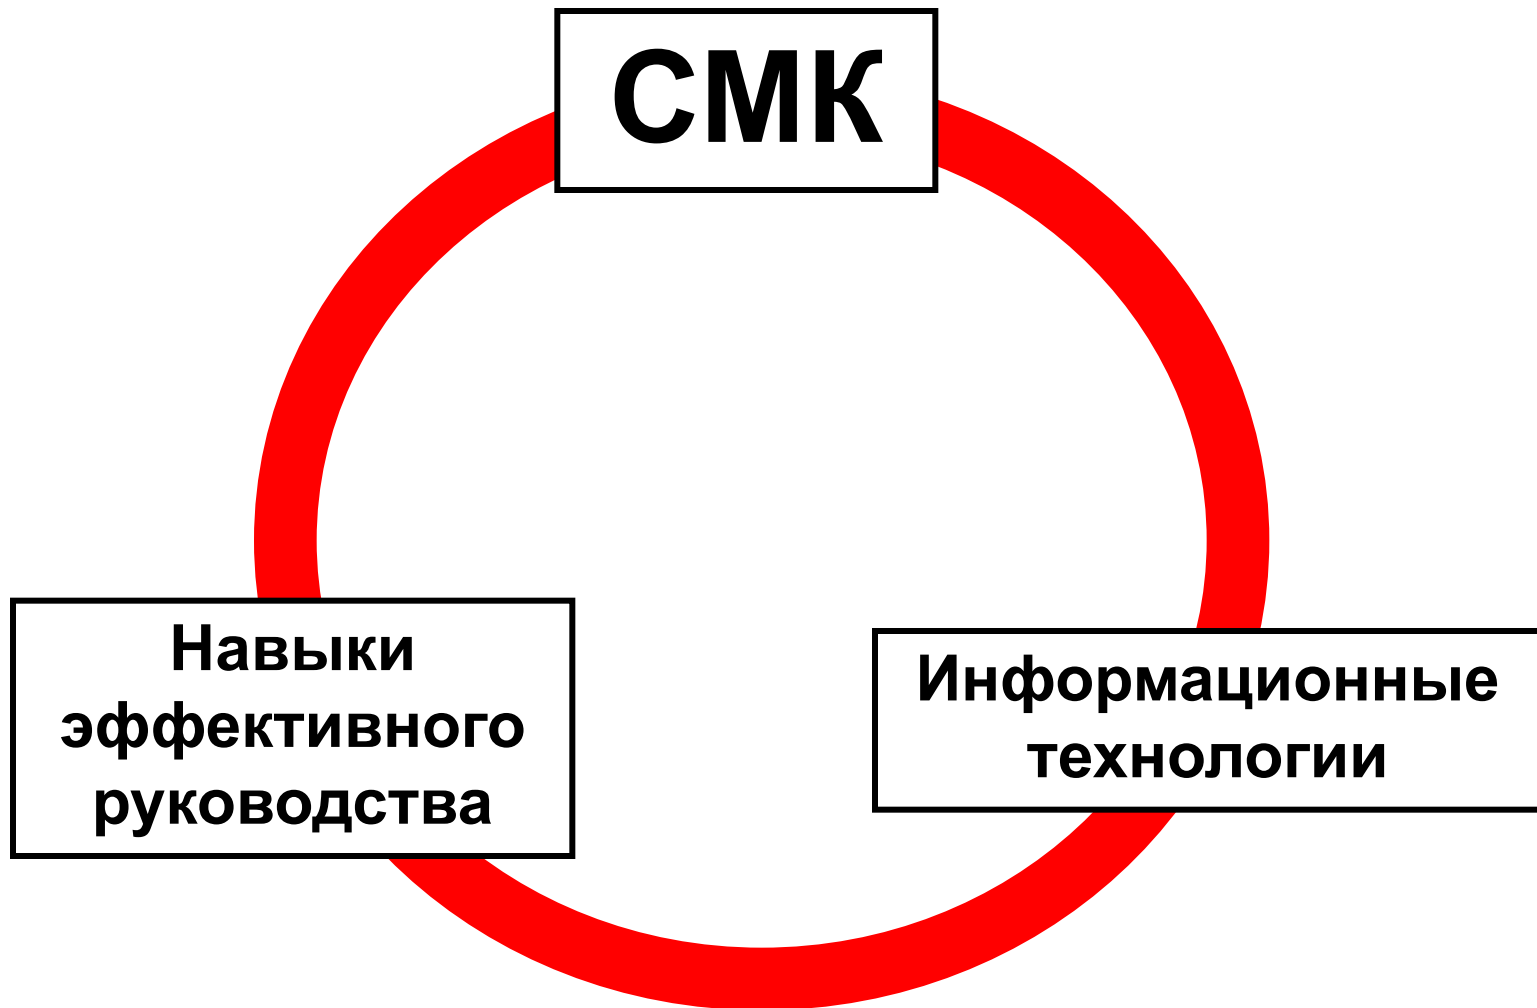 СМК
Навыки
эффективного
руководства
Информационные
технологии